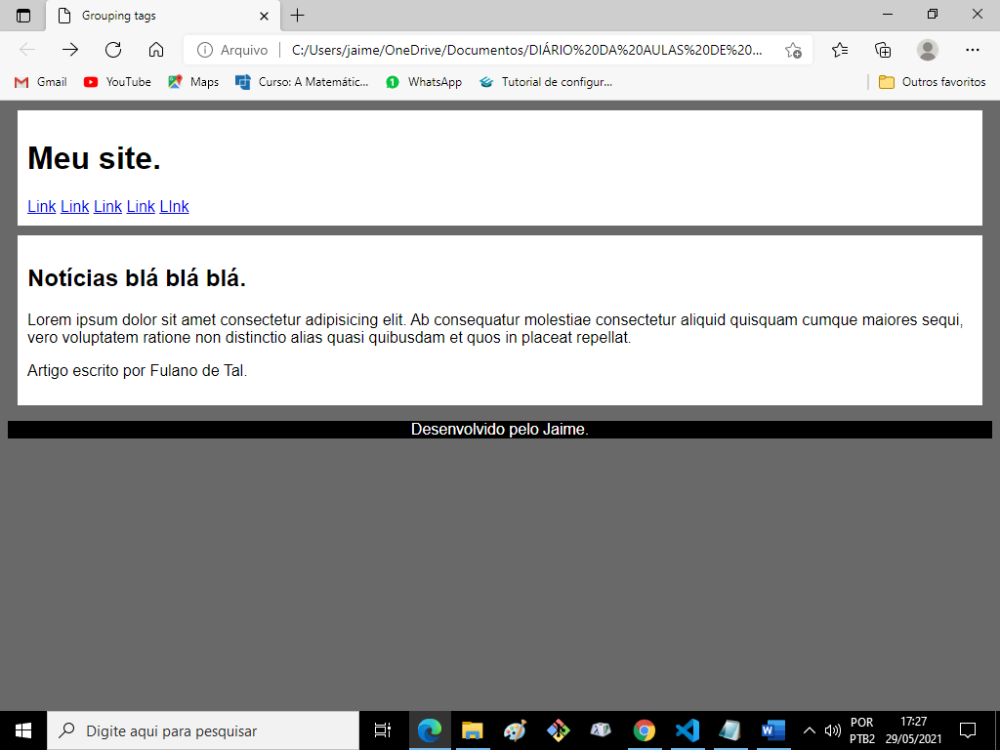 Grouping tags
Arquivo C:/Users/jaime/OneDrive/Documentos/DIÁRIO%20DA%20AULAS%20DE%20...
Gmail YouTube Maps Curso: A Matemátic... 1 WhatsApp Tutorial de configur... Outros favoritos
Meu site.
Link Link Link Link LInk
Notícias blá blá blá.
Lorem ipsum dolor sit amet consectetur adipisicing elit. Ab consequatur molestiae consectetur aliquid quisquam cumque maiores sequi,
vero voluptatem ratione non distinctio alias quasi quibusdam et quos in placeat repellat.
Artigo escrito por Fulano de Tal.
Desenvolvido pelo Jaime.
Digite aqui para pesquisar
POR
PTB2
17:27
29/05/2021